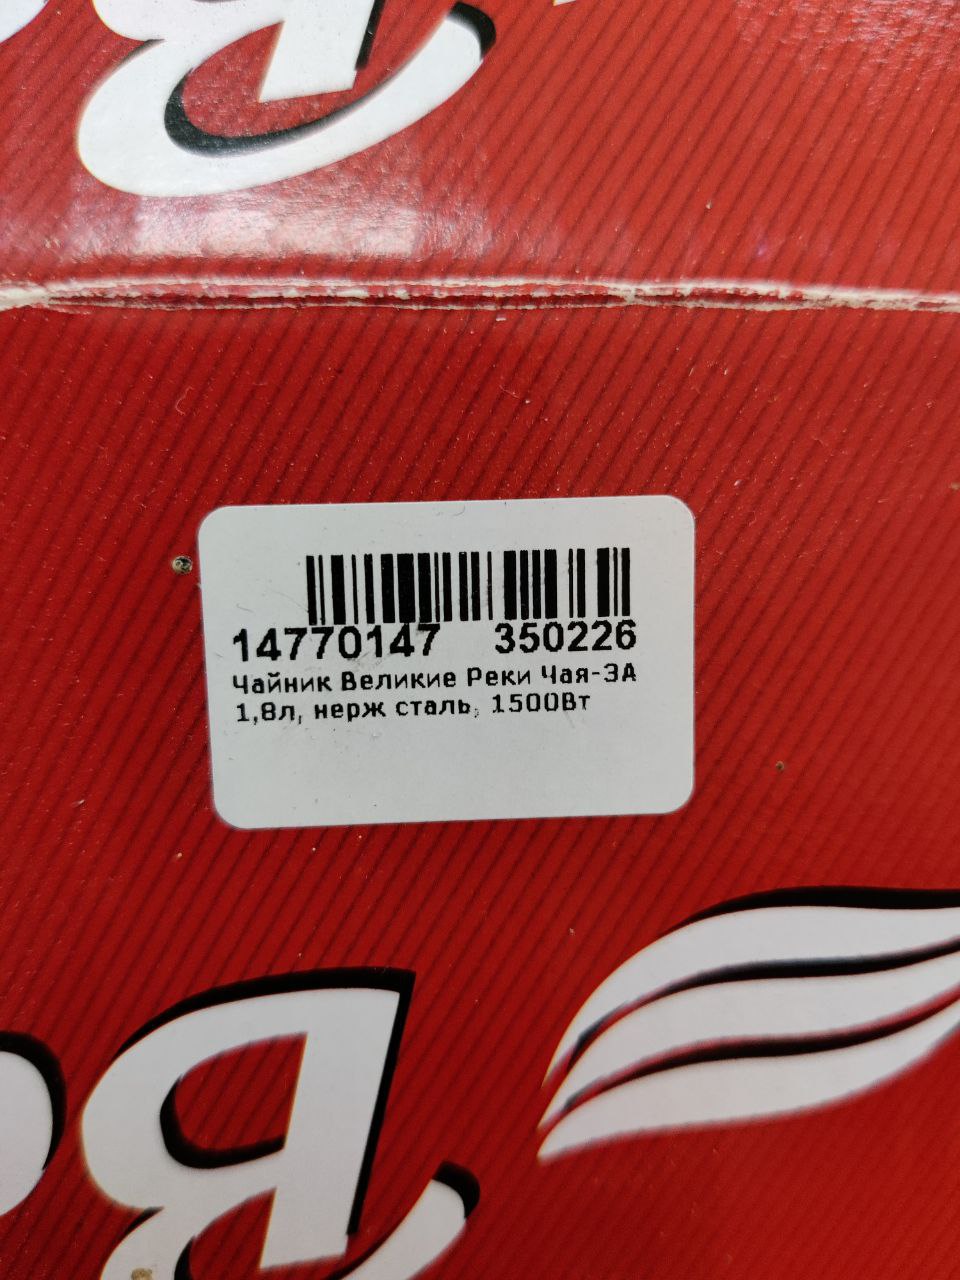 14770147 350226
Чайник Великие Реки Чая-3А
1,8л, нерж сталь, 1500Вт